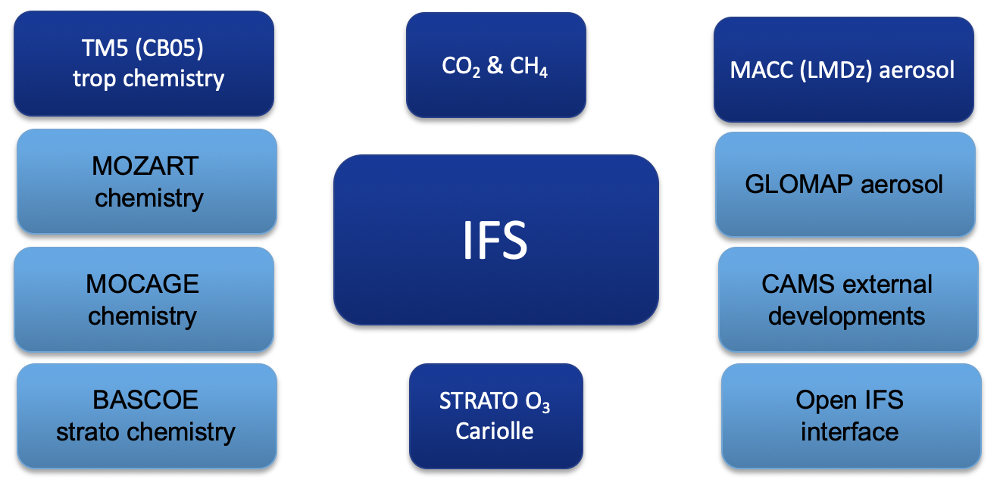 TM5 (CB05)
trop chemistry
MOZART
chemistry
MOCAGE
chemistry
BASCOE
strato chemistry
CO₂ & CH₄
IFS
STRATO O₃
Cariolle
MACC (LMDz) aerosol
GLOMAP aerosol
CAMS external
developments
Open IFS
interface